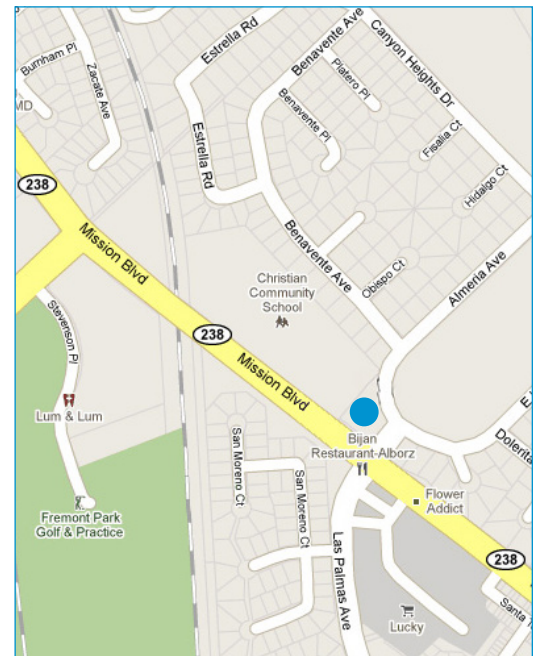 Estrella Rd
Benavente Ave
Canyon Heights Dr
Burnham Pl
Zacate Ave
Platero Pl
MD
Benavente Pl
Fisalia Ct
Estrella Rd
Hidalgo Ct
238
Mission Blvd
Benavente Ave
Obispo Ct
Almeria Ave
Christian
Community
School
Stevenson Pl
238
Mission Blvd
Lum & Lum
E
Dolerita
Bijan
Restaurant-Alborz
San Moreno Ct
San Moreno Ct
Flower
Addict
Fremont Park
Golf & Practice
Las Palmas Ave
238
Santa
Lucky